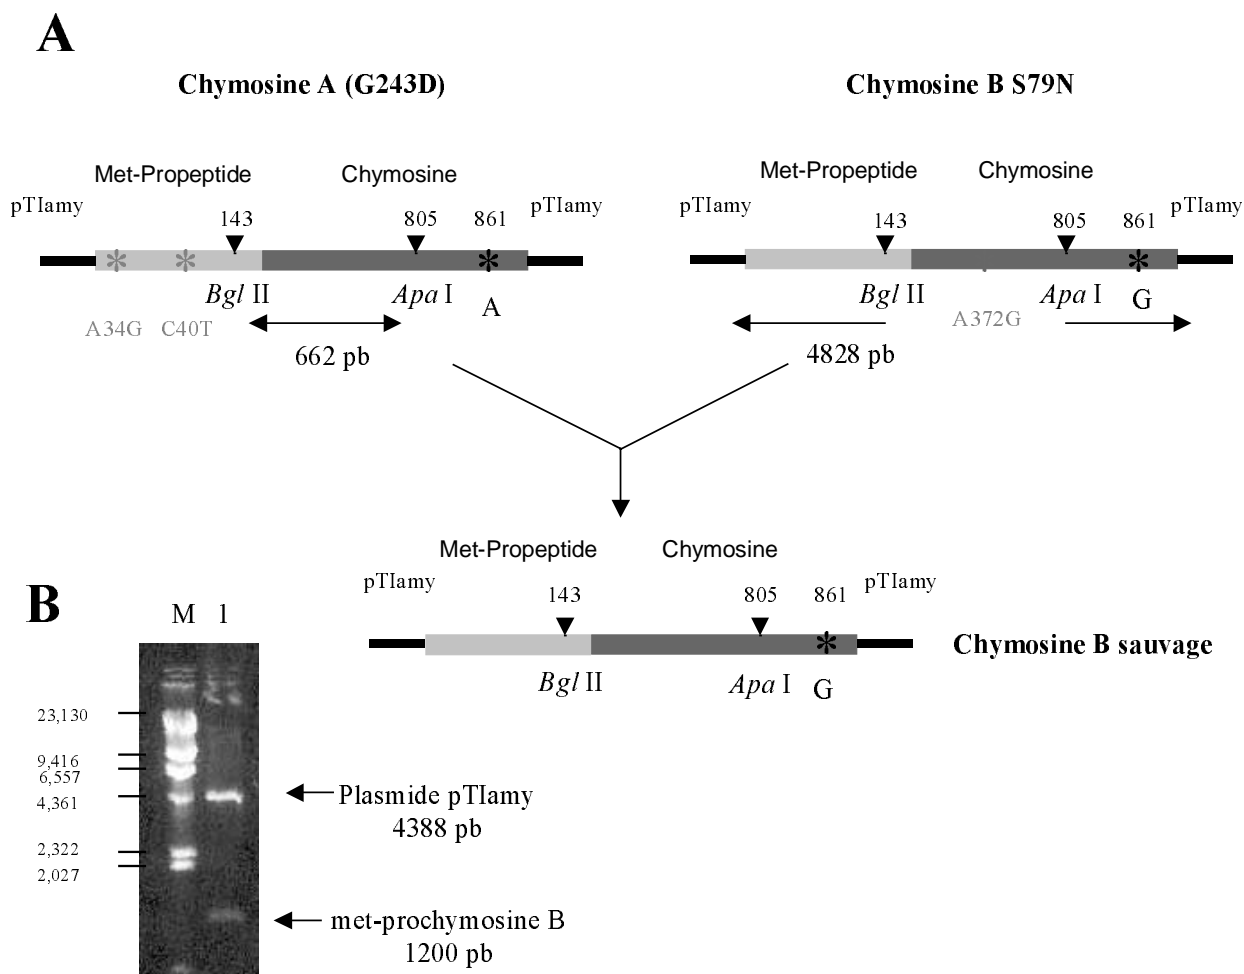 A
Chymosine A (G243D)
Chymosine B S79N
Met-Propeptide Chymosine
pTIamy 143 805 861 pTIamy
*
*
*
Bgl II Apa I A
A34G C40T
662 pb
Met-Propeptide Chymosine
pTIamy 143 805 861 pTIamy
*
Bgl II Apa I G
A372G
4828 pb
Met-Propeptide Chymosine
pTIamy 143 805 861 pTIamy
*
Bgl II Apa I G
Chymosine B sauvage
B
M 1
23,130
9,416
6,557
4,361
2,322
2,027
Plasmide pTIamy
4388 pb
met-prochymosine B
1200 pb